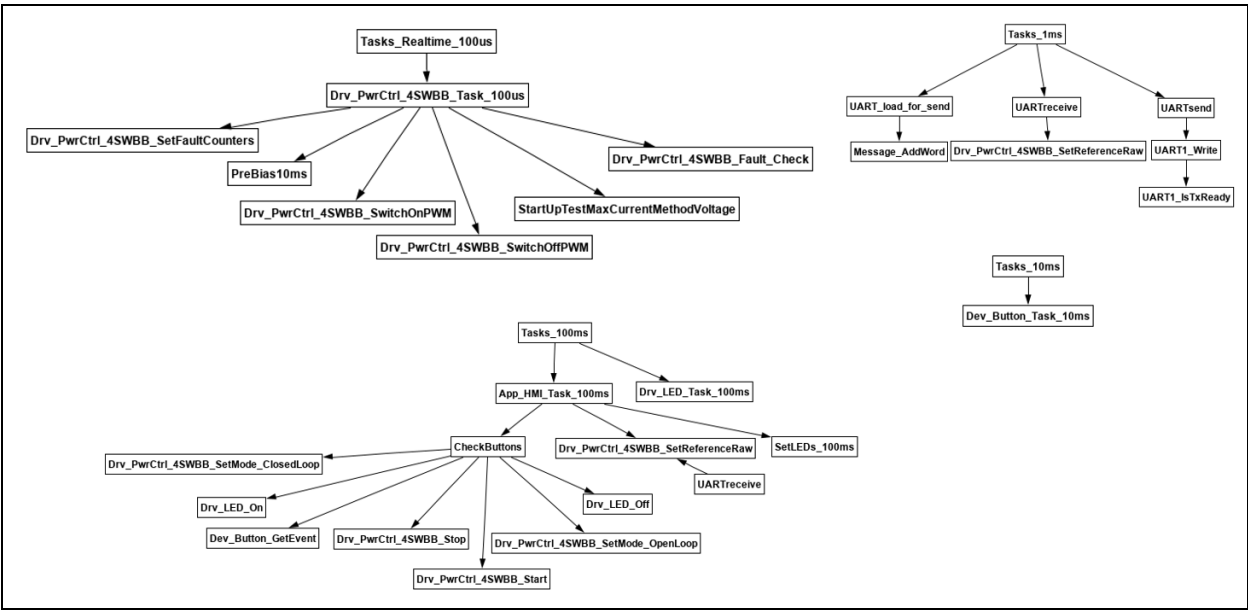 Tasks_Realtime_100us
Drv_PwrCtrl_4SWBB_Task_100us
Drv_PwrCtrl_4SWBB_SetFaultCounters
PreBias10ms
Drv_PwrCtrl_4SWBB_SwitchOnPWM
Drv_PwrCtrl_4SWBB_SwitchOffPWM
StartUpTestMaxCurrentMethodVoltage
Drv_PwrCtrl_4SWBB_Fault_Check
Tasks_1ms
UART_load_for_send
UARTreceive
UARTsend
Message_AddWord
Drv_PwrCtrl_4SWBB_SetReferenceRaw
UART1_Write
UART1_IsTxReady
Tasks_10ms
Dev_Button_Task_10ms
Tasks_100ms
App_HMI_Task_100ms
Drv_LED_Task_100ms
CheckButtons
Drv_PwrCtrl_4SWBB_SetReferenceRaw
SetLEDs_100ms
Drv_PwrCtrl_4SWBB_SetMode_ClosedLoop
UARTreceive
Drv_LED_On
Drv_LED_Off
Dev_Button_GetEvent
Drv_PwrCtrl_4SWBB_Stop
Drv_PwrCtrl_4SWBB_SetMode_OpenLoop
Drv_PwrCtrl_4SWBB_Start